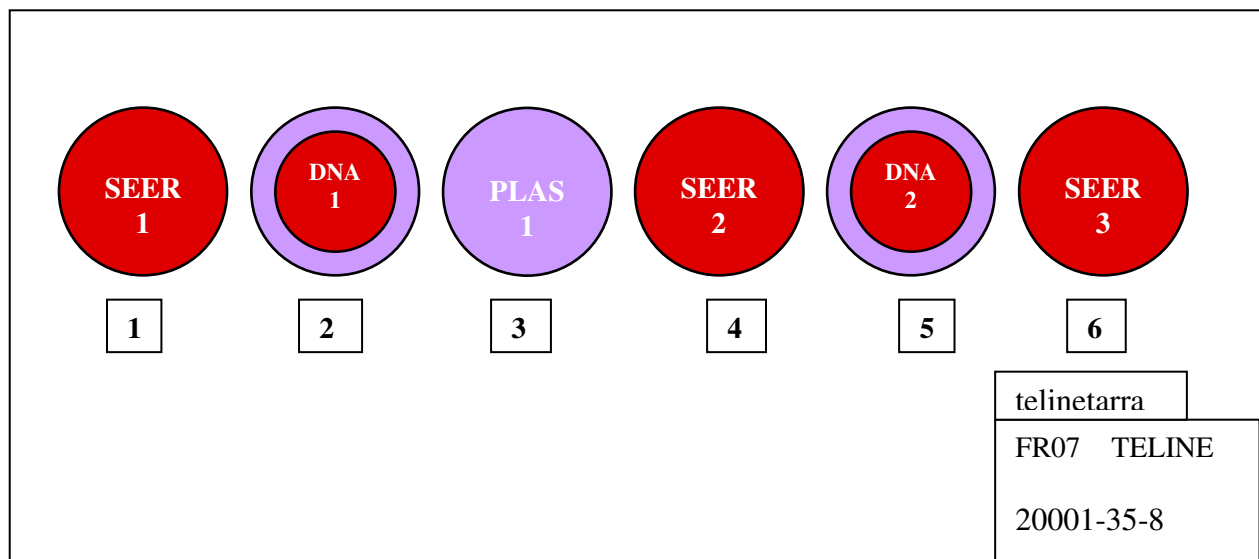 SEER
1
DNA
1
PLAS
1
SEER
2
DNA
2
SEER
3
1 2 3 4 5 6
telinetarra
FR07 TELINE
20001-35-8